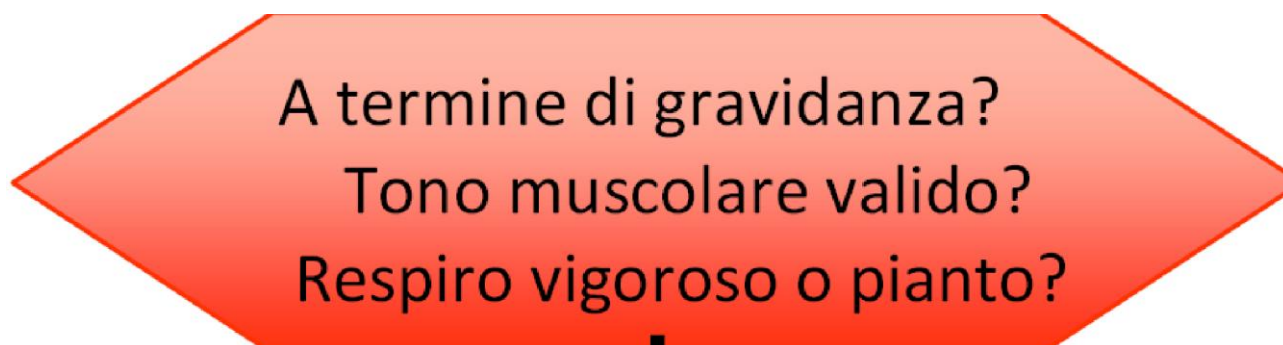 A termine di gravidanza?
Tono muscolare valido?
Respiro vigoroso o pianto?